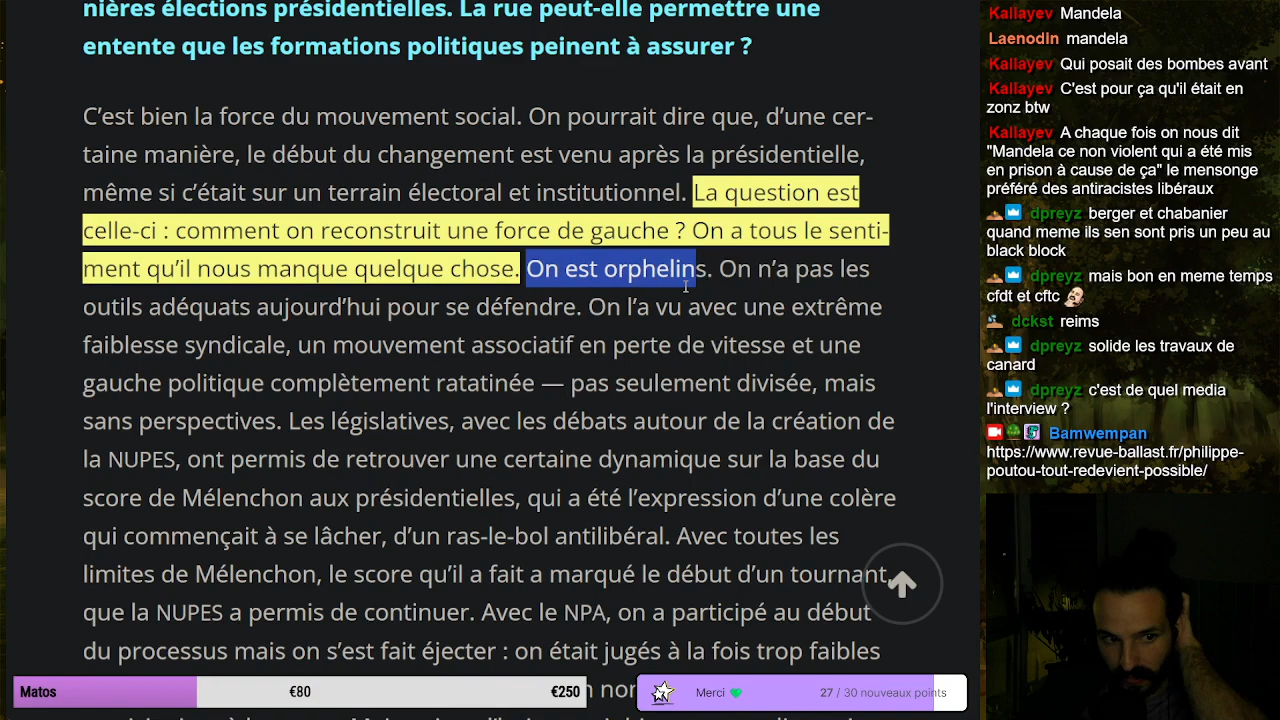 nières élections présidentielles. La rue peut-elle permettre une
entente que les formations politiques peinent à assurer ?
C’est bien la force du mouvement social. On pourrait dire que, d’une cer-
taine manière, le début du changement est venu après la présidentielle,
même si c’était sur un terrain électoral et institutionnel. La question est
celle-ci : comment on reconstruit une force de gauche ? On a tous le senti-
ment qu’il nous manque quelque chose. On est orphelins. On n’a pas les
outils adéquats aujourd’hui pour se défendre. On l’a vu avec une extrême
faiblesse syndicale, un mouvement associatif en perte de vitesse et une
gauche politique complètement ratatinée — pas seulement divisée, mais
sans perspectives. Les législatives, avec les débats autour de la création de
la NUPES, ont permis de retrouver une certaine dynamique sur la base du
score de Mélenchon aux présidentielles, qui a été l’expression d’une colère
qui commençait à se lâcher, d’un ras-le-bol antilibéral. Avec toutes les
limites de Mélenchon, le score qu’il a fait a marqué le début d’un tournant
que la NUPES a permis de continuer. Avec le NPA, on a participé au début
du processus mais on s’est fait éjecter : on était jugés à la fois trop faibles
Matos €80 €250
Merci 27 / 30 nouveaux points
Kallayev Mandela
Laenodin mandela
Kallayev Qui posait des bombes avant
Kallayev C'est pour ça qu'il était en
zonz btw
Kallayev A chaque fois on nous dit
"Mandela ce non violent qui a été mis
en prison à cause de ça" le mensonge
préféré des antiracistes libéraux
dpreyz berger et chabanier
quand meme ils sen sont pris un peu au
black block
dpreyz mais bon en meme temps
cfdt et cftc
dckst reims
dpreyz solide les travaux de
canard
dpreyz c'est de quel media
l'interview ?
Bamwempan
https://www.revue-ballast.fr/philippe-
poutou-tout-redevient-possible/